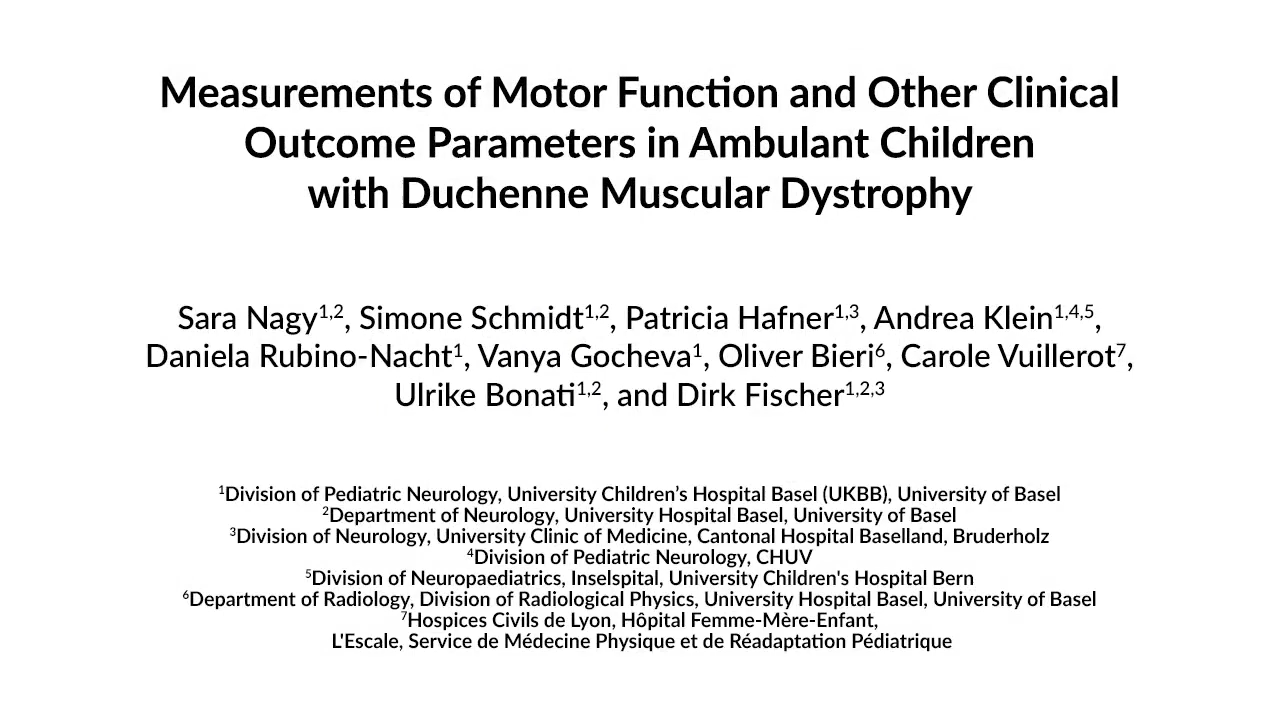 Measurements of Motor Function and Other Clinical
Outcome Parameters in Ambulant Children
with Duchenne Muscular Dystrophy
Sara Nagy1,2, Simone Schmidt1,2, Patricia Hafner1,3, Andrea Klein1,4,5,
Daniela Rubino-Nacht1, Vanya Gocheva1, Oliver Bieri6, Carole Vuillerot7,
Ulrike Bonati1,2, and Dirk Fischer1,2,3
1Division of Pediatric Neurology, University Children’s Hospital Basel (UKBB), University of Basel
2Department of Neurology, University Hospital Basel, University of Basel
3Division of Neurology, University Clinic of Medicine, Cantonal Hospital Baselland, Bruderholz
4Division of Pediatric Neurology, CHUV
5Division of Neuropaediatrics, Inselspital, University Children's Hospital Bern
6Department of Radiology, Division of Radiological Physics, University Hospital Basel, University of Basel
7Hospices Civils de Lyon, Hôpital Femme-Mère-Enfant,
L'Escale, Service de Médecine Physique et de Réadaptation Pédiatrique